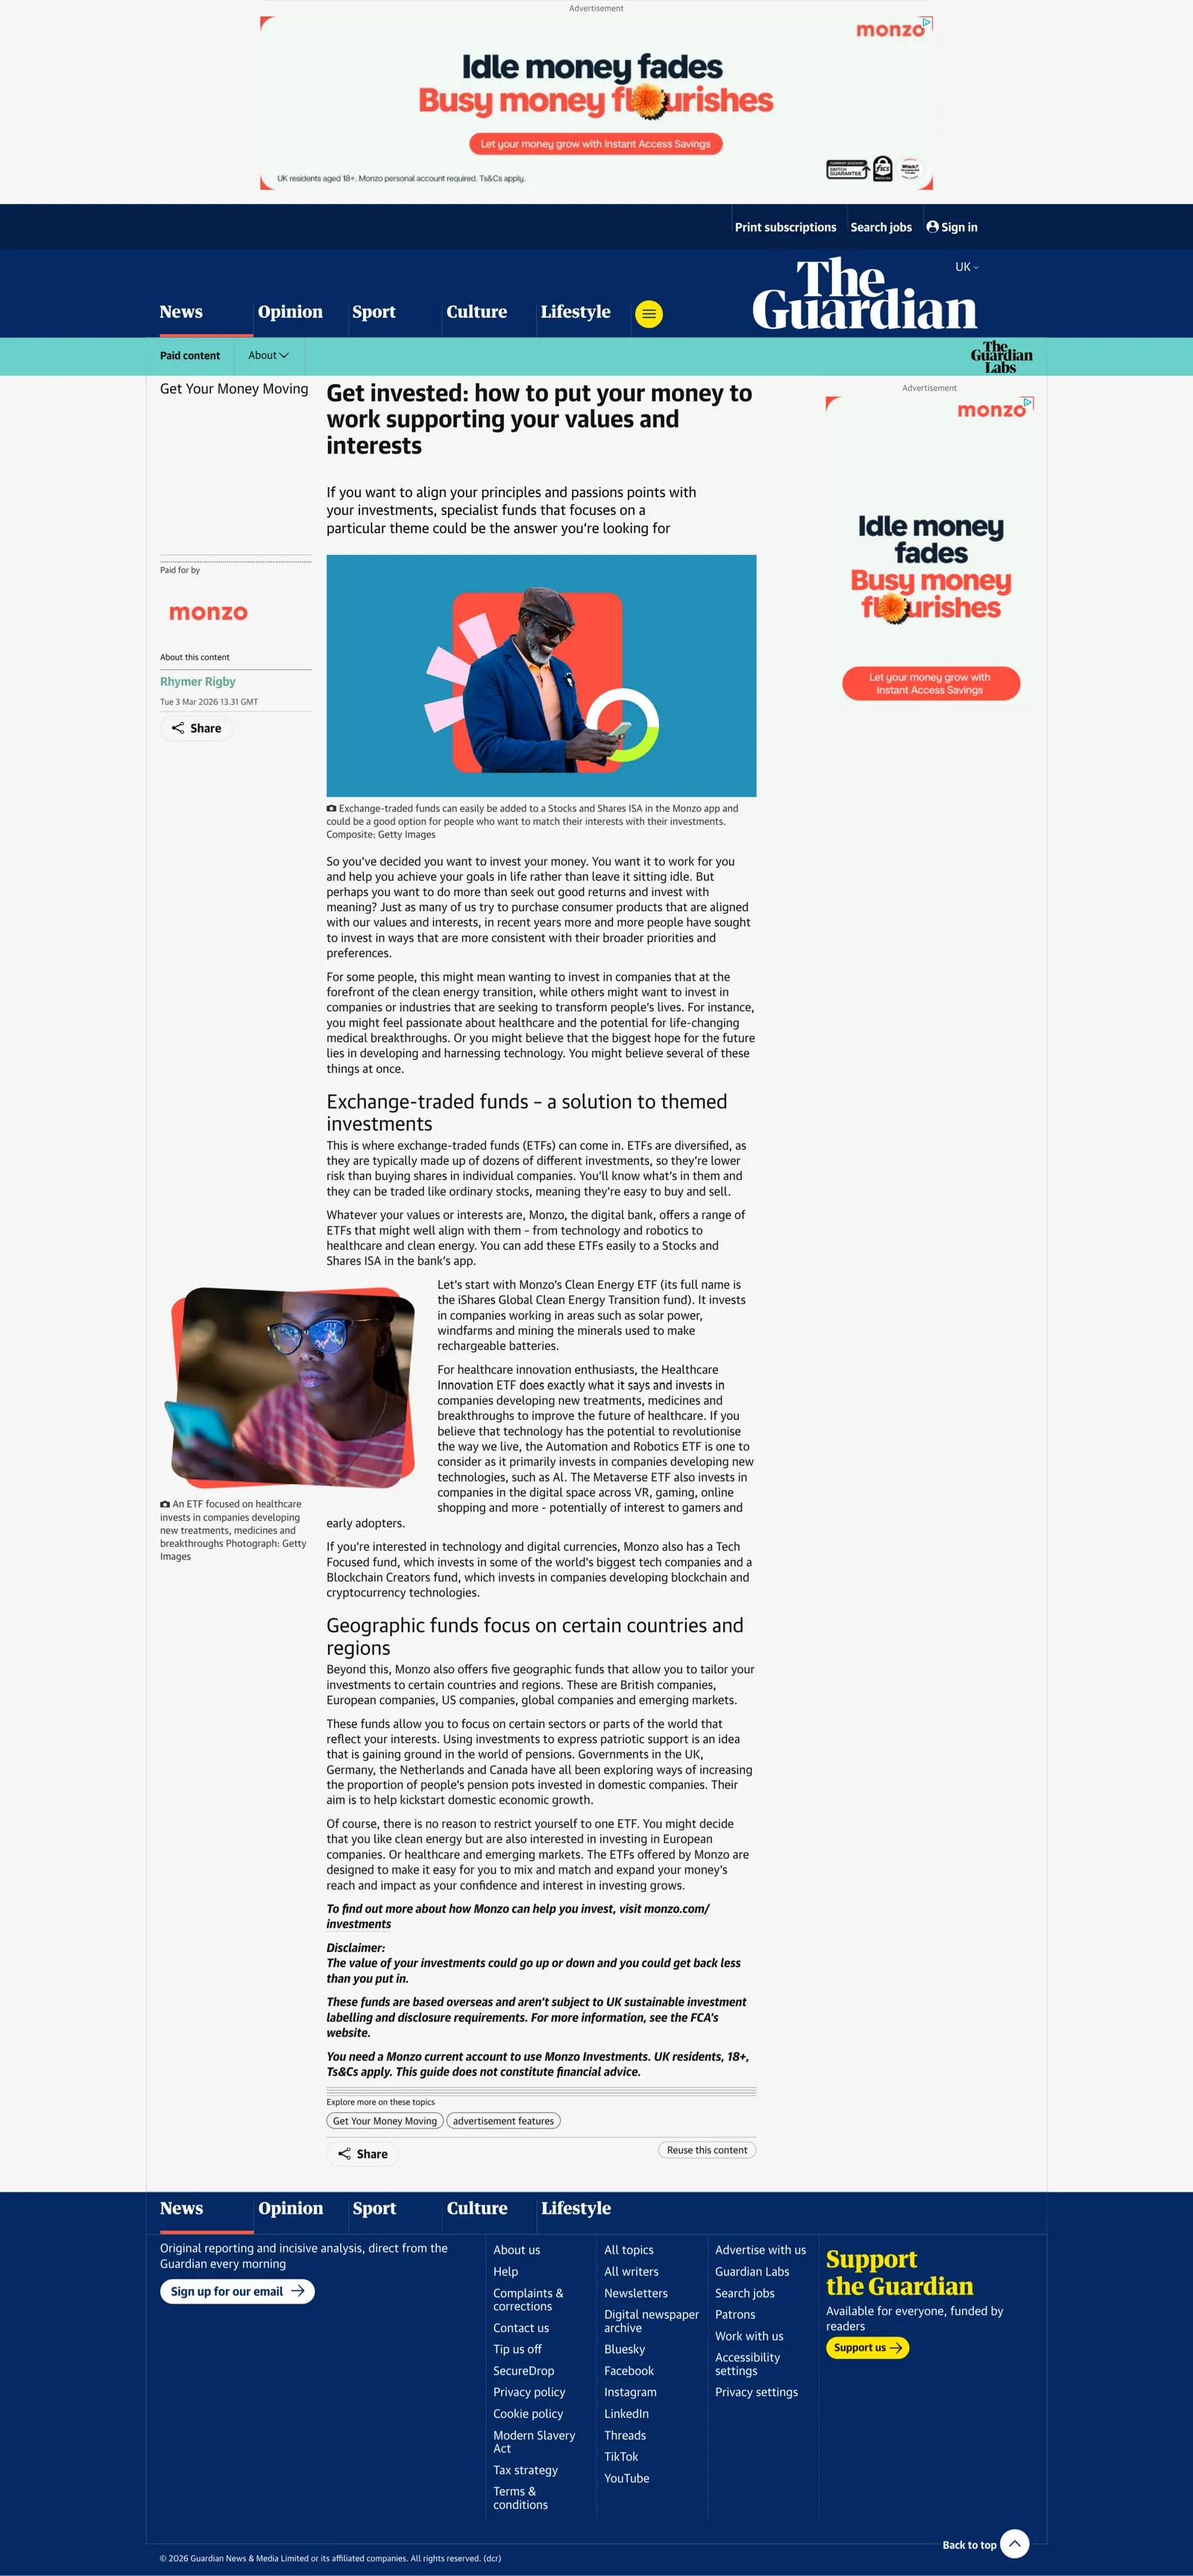 Advertisement
monzo
Idle money fades
Busy money flourishes
Let your money grow with Instant Access Savings
UK residents aged 18+. Monzo personal account required. Ts&Cs apply.
CURRENT ACCOUNT
SWITCH
GUARANTEE
FSCS
Which?
Print subscriptions
Search jobs
Sign in
UK
The
Guardian
News
Opinion
Sport
Culture
Lifestyle
Paid content
About
The
Guardian
Labs
Get Your Money Moving
Get invested: how to put your money to
work supporting your values and
interests
If you want to align your principles and passions points with
your investments, specialist funds that focuses on a
particular theme could be the answer you’re looking for
Advertisement
monzo
Idle money
fades
Busy money
flourishes
Let your money grow with
Instant Access Savings
Paid for by
monzo
About this content
Rhymer Rigby
Tue 3 Mar 2026 13.31 GMT
Share
Exchange-traded funds can easily be added to a Stocks and Shares ISA in the Monzo app and
could be a good option for people who want to match their interests with their investments.
Composite: Getty Images
So you’ve decided you want to invest your money. You want it to work for you
and help you achieve your goals in life rather than leave it sitting idle. But
perhaps you want to do more than seek out good returns and invest with
meaning? Just as many of us try to purchase consumer products that are aligned
with our values and interests, in recent years more and more people have sought
to invest in ways that are more consistent with their broader priorities and
preferences.
For some people, this might mean wanting to invest in companies that at the
forefront of the clean energy transition, while others might want to invest in
companies or industries that are seeking to transform people’s lives. For instance,
you might feel passionate about healthcare and the potential for life-changing
medical breakthroughs. Or you might believe that the biggest hope for the future
lies in developing and harnessing technology. You might believe several of these
things at once.
Exchange-traded funds – a solution to themed
investments
This is where exchange-traded funds (ETFs) can come in. ETFs are diversified, as
they are typically made up of dozens of different investments, so they’re lower
risk than buying shares in individual companies. You’ll know what’s in them and
they can be traded like ordinary stocks, meaning they’re easy to buy and sell.
Whatever your values or interests are, Monzo, the digital bank, offers a range of
ETFs that might well align with them – from technology and robotics to
healthcare and clean energy. You can add these ETFs easily to a Stocks and
Shares ISA in the bank’s app.
Let’s start with Monzo’s Clean Energy ETF (its full name is
the iShares Global Clean Energy Transition fund). It invests
in companies working in areas such as solar power,
windfarms and mining the minerals used to make
rechargeable batteries.
For healthcare innovation enthusiasts, the Healthcare
Innovation ETF does exactly what it says and invests in
companies developing new treatments, medicines and
breakthroughs to improve the future of healthcare. If you
believe that technology has the potential to revolutionise
the way we live, the Automation and Robotics ETF is one to
consider as it primarily invests in companies developing new
technologies, such as Al. The Metaverse ETF also invests in
companies in the digital space across VR, gaming, online
shopping and more - potentially of interest to gamers and
early adopters.
An ETF focused on healthcare
invests in companies developing
new treatments, medicines and
breakthroughs Photograph: Getty
Images
If you’re interested in technology and digital currencies, Monzo also has a Tech
Focused fund, which invests in some of the world’s biggest tech companies and a
Blockchain Creators fund, which invests in companies developing blockchain and
cryptocurrency technologies.
Geographic funds focus on certain countries and
regions
Beyond this, Monzo also offers five geographic funds that allow you to tailor your
investments to certain countries and regions. These are British companies,
European companies, US companies, global companies and emerging markets.
These funds allow you to focus on certain sectors or parts of the world that
reflect your interests. Using investments to express patriotic support is an idea
that is gaining ground in the world of pensions. Governments in the UK,
Germany, the Netherlands and Canada have all been exploring ways of increasing
the proportion of people’s pension pots invested in domestic companies. Their
aim is to help kickstart domestic economic growth.
Of course, there is no reason to restrict yourself to one ETF. You might decide
that you like clean energy but are also interested in investing in European
companies. Or healthcare and emerging markets. The ETFs offered by Monzo are
designed to make it easy for you to mix and match and expand your money’s
reach and impact as your confidence and interest in investing grows.
To find out more about how Monzo can help you invest, visit monzo.com/
investments
Disclaimer:
The value of your investments could go up or down and you could get back less
than you put in.
These funds are based overseas and aren’t subject to UK sustainable investment
labelling and disclosure requirements. For more information, see the FCA’s
website.
You need a Monzo current account to use Monzo Investments. UK residents, 18+,
Ts&Cs apply. This guide does not constitute financial advice.
Explore more on these topics
Get Your Money Moving
advertisement features
Share
Reuse this content
News
Opinion
Sport
Culture
Lifestyle
Original reporting and incisive analysis, direct from the
Guardian every morning
Sign up for our email
About us
Help
Complaints &
corrections
Contact us
Tip us off
SecureDrop
Privacy policy
Cookie policy
Modern Slavery
Act
Tax strategy
Terms &
conditions
All topics
All writers
Newsletters
Digital newspaper
archive
Bluesky
Facebook
Instagram
LinkedIn
Threads
TikTok
YouTube
Advertise with us
Guardian Labs
Search jobs
Patrons
Work with us
Accessibility
settings
Privacy settings
Support
the Guardian
Available for everyone, funded by
readers
Support us
Back to top
© 2026 Guardian News & Media Limited or its affiliated companies. All rights reserved. (dcr)